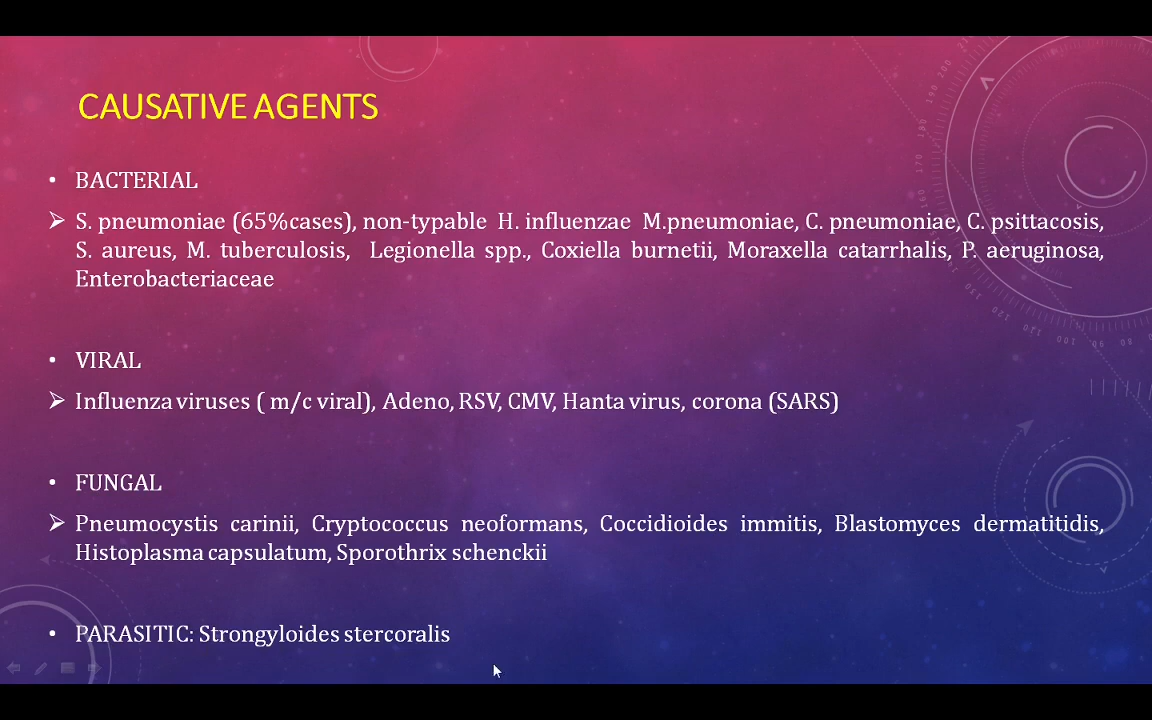 CAUSATIVE AGENTS
• BACTERIAL
➢ S. pneumoniae (65%cases), non-typable H. influenzae M.pneumoniae, C. pneumoniae, C. psittacosis,
S. aureus, M. tuberculosis, Legionella spp., Coxiella burnetii, Moraxella catarrhalis, P. aeruginosa,
Enterobacteriaceae
• VIRAL
➢ Influenza viruses ( m/c viral), Adeno, RSV, CMV, Hanta virus, corona (SARS)
• FUNGAL
➢ Pneumocystis carinii, Cryptococcus neoformans, Coccidioides immitis, Blastomyces dermatitidis,
Histoplasma capsulatum, Sporothrix schenckii
• PARASITIC: Strongyloides stercoralis